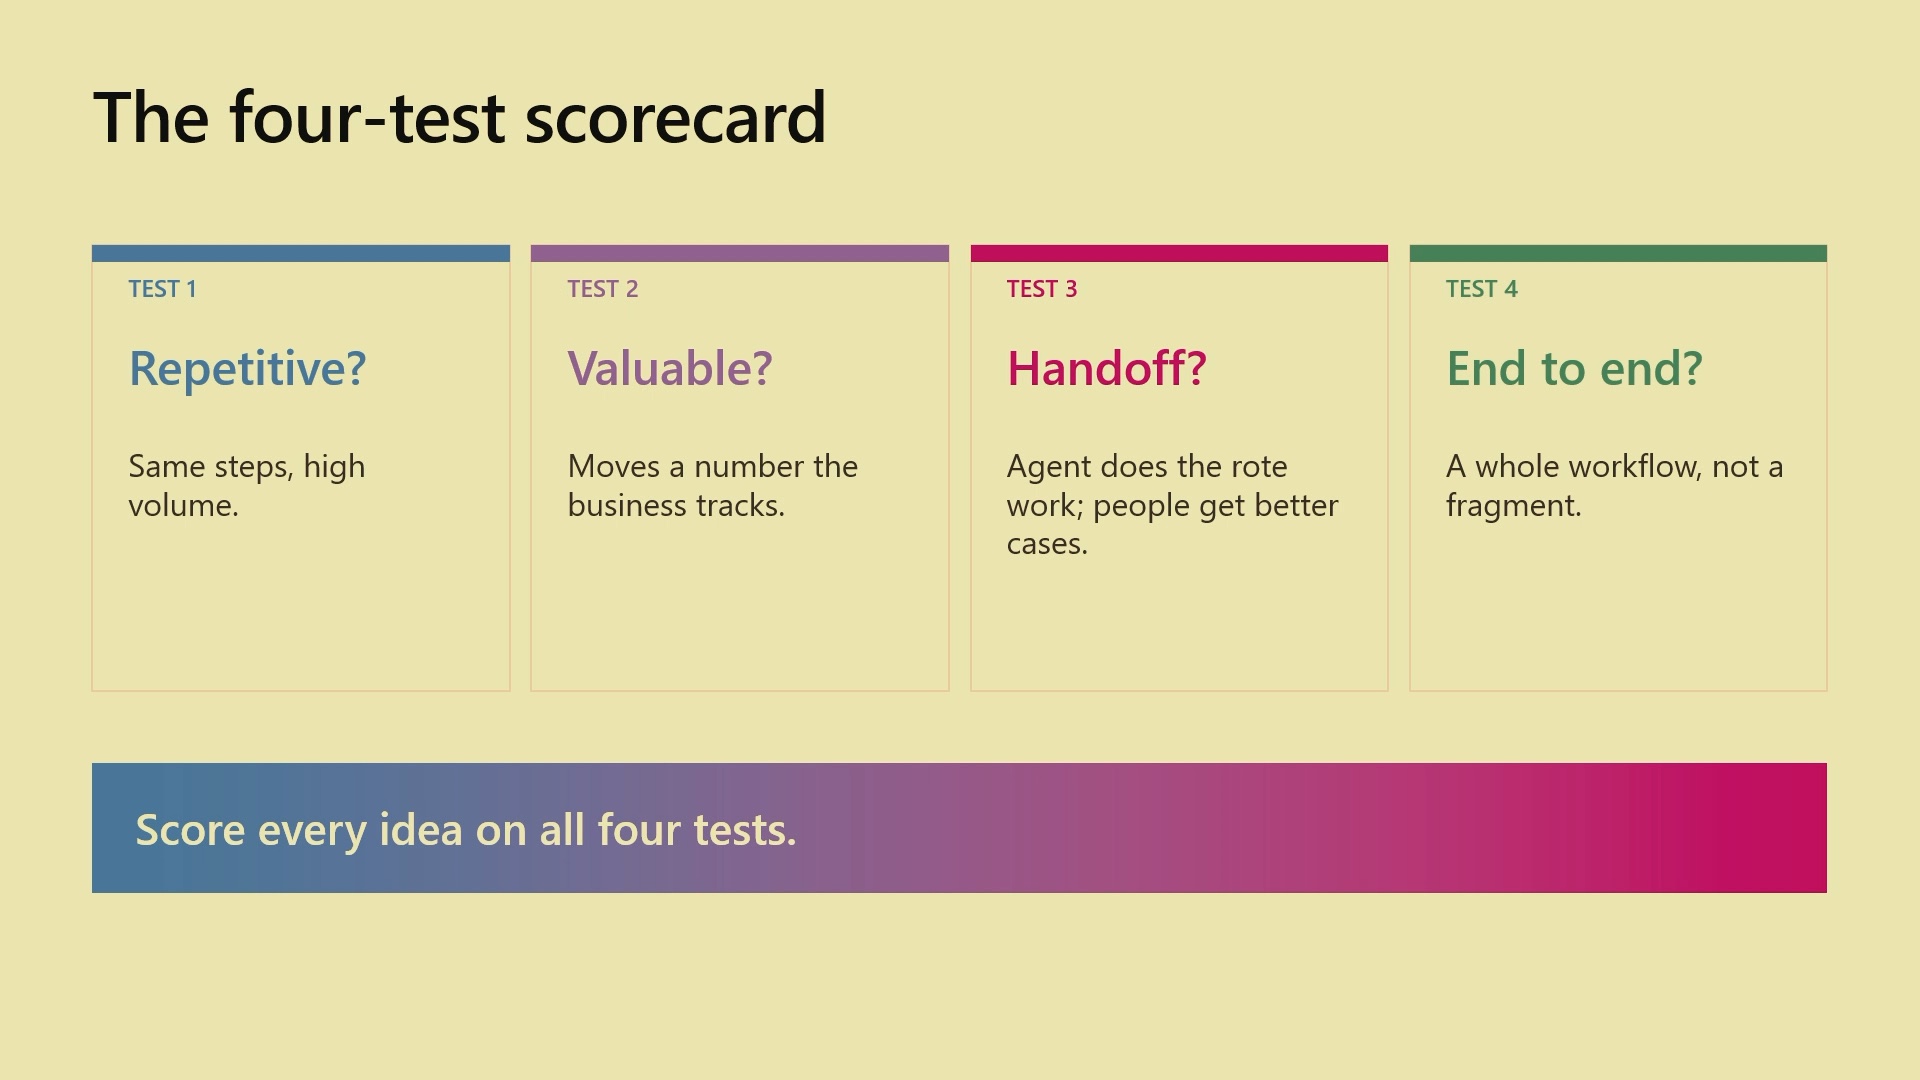 The four-test scorecard
TEST 1
Repetitive?
Same steps, high
volume.
TEST 2
Valuable?
Moves a number the
business tracks.
TEST 3
Handoff?
Agent does the rote
work; people get better
cases.
TEST 4
End to end?
A whole workflow, not a
fragment.
Score every idea on all four tests.